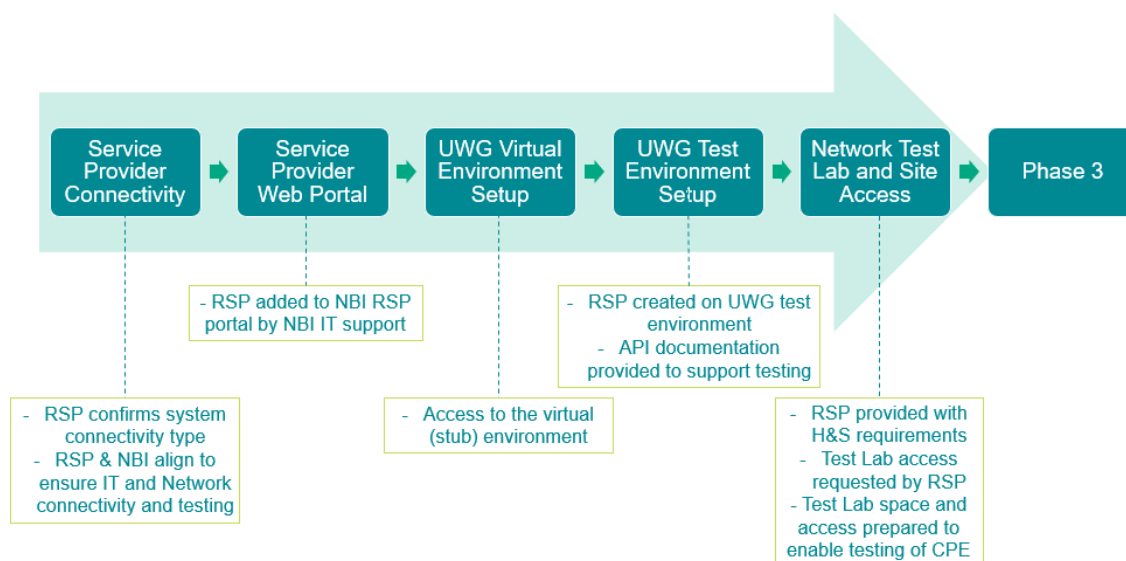 Service
Provider
Connectivity
Service
Provider
Web Portal
UWG Virtual
Environment
Setup
UWG Test
Environment
Setup
Network Test
Lab and Site
Access
Phase 3
- RSP added to NBI RSP
portal by NBI IT support
- RSP created on UWG test
environment
- API documentation
provided to support testing
- RSP confirms system
connectivity type
- RSP & NBI align to
ensure IT and Network
connectivity and testing
- Access to the virtual
(stub) environment
- RSP provided with
H&S requirements
- Test Lab access
requested by RSP
- Test Lab space and
access prepared to
enable testing of CPE